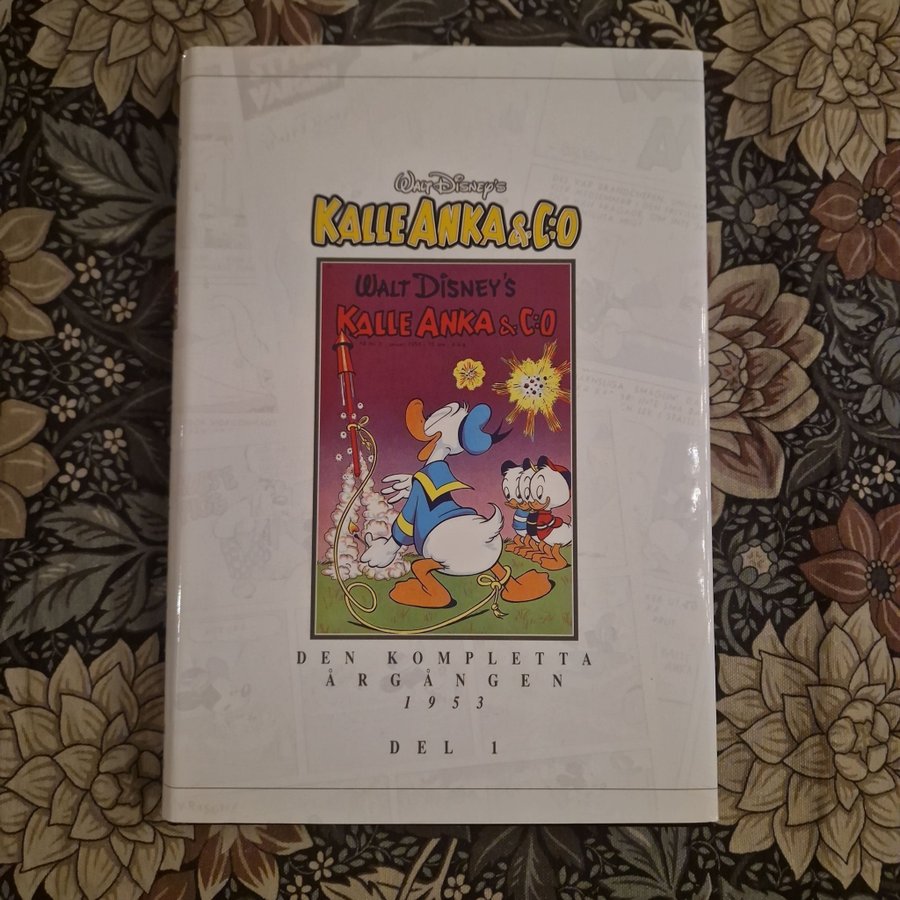 WALT DISNEY'S
KALLE ANKA & C:O
WALT DISNEY'S
KALLE ANKA & C:O
DEN KOMPLETTA
ÅRGÅNGEN
1953
DEL 1